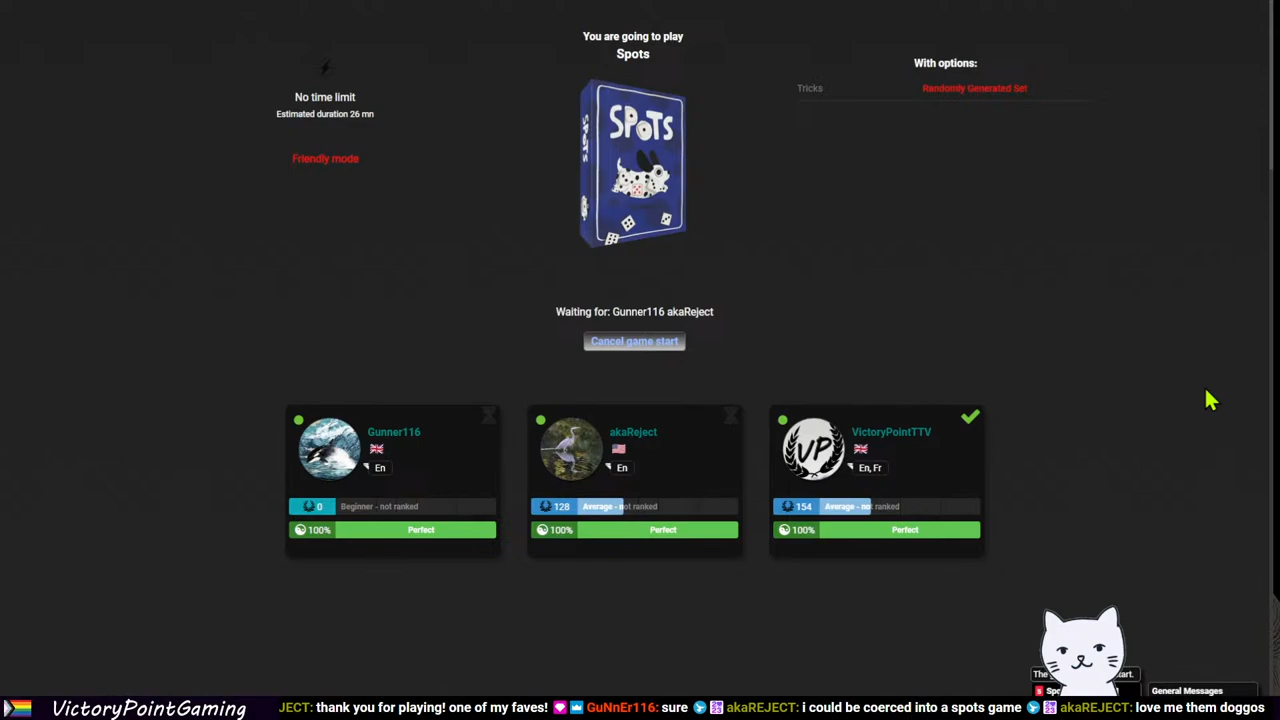 You are going to play
Spots
No time limit
Estimated duration 26 mn
Friendly mode
With options:
Tricks Randomly Generated Set
SPOTS
SPOTS
Waiting for: Gunner116 akaReject
Cancel game start
Gunner116
En
0 Beginner - not ranked
100% Perfect
akaReject
En
128 Average - not ranked
100% Perfect
VictoryPointTTV
VP
En, Fr
154 Average - not ranked
100% Perfect
General Messages
VictoryPointGaming
JECT: thank you for playing! one of my faves! GuNnEr116: sure akaREJECT: i could be coerced into a spots game akaREJECT: love me them doggos